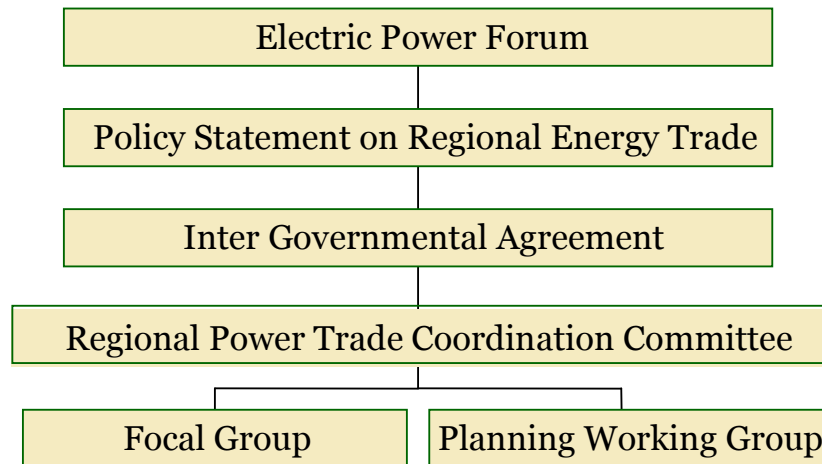 Electric Power Forum
Policy Statement on Regional Energy Trade
Inter Governmental Agreement
Regional Power Trade Coordination Committee
Focal Group
Planning Working Group